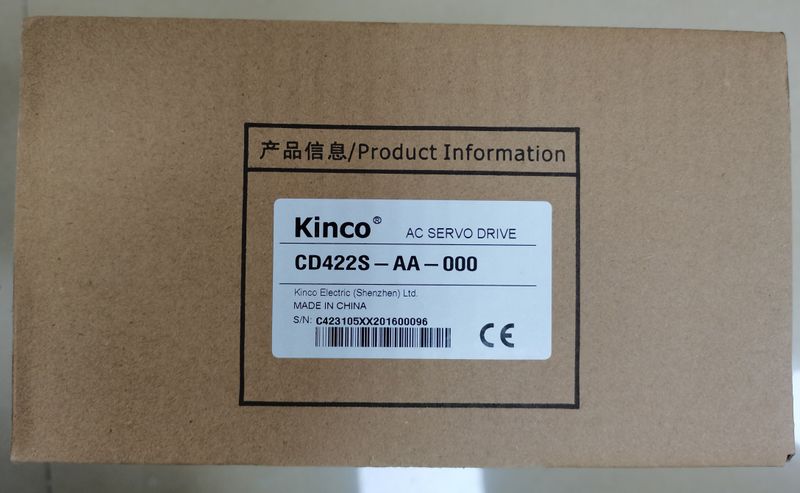 产品信息/Product Information
Kinco® AC SERVO DRIVE
CD422S-AA-000
Kinco Electric (Shenzhen) Ltd.
MADE IN CHINA
S/N: C423105XX201600096
CE